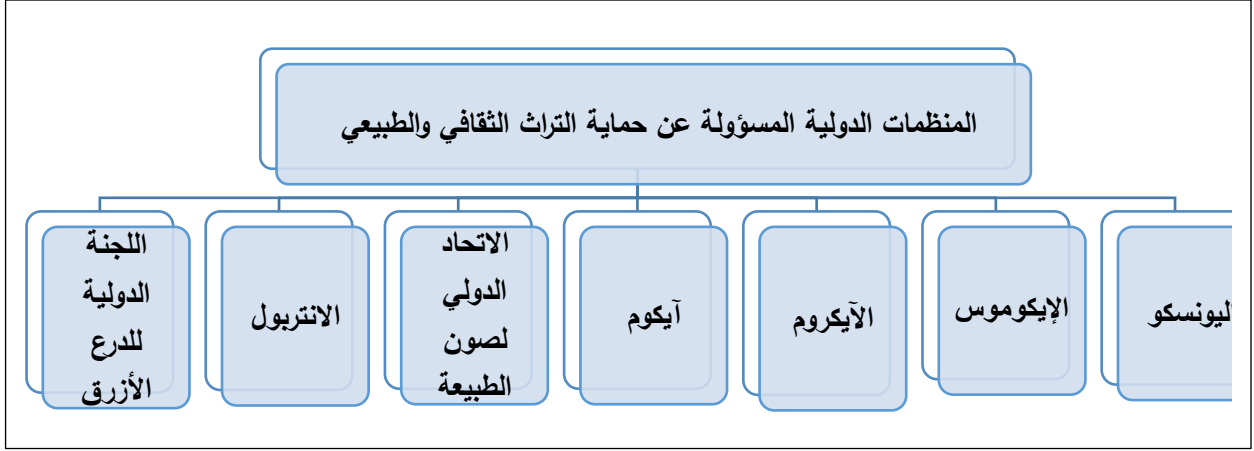 المنظمات الدولية المسؤولة عن حماية التراث الثقافي والطبيعي
اليونسكو
الإيكوموس
الآيكروم
آيكوم
الاتحاد
الدولي
لصون
الطبيعة
الانتربول
اللجنة
الدولية
للدرع
الأزرق